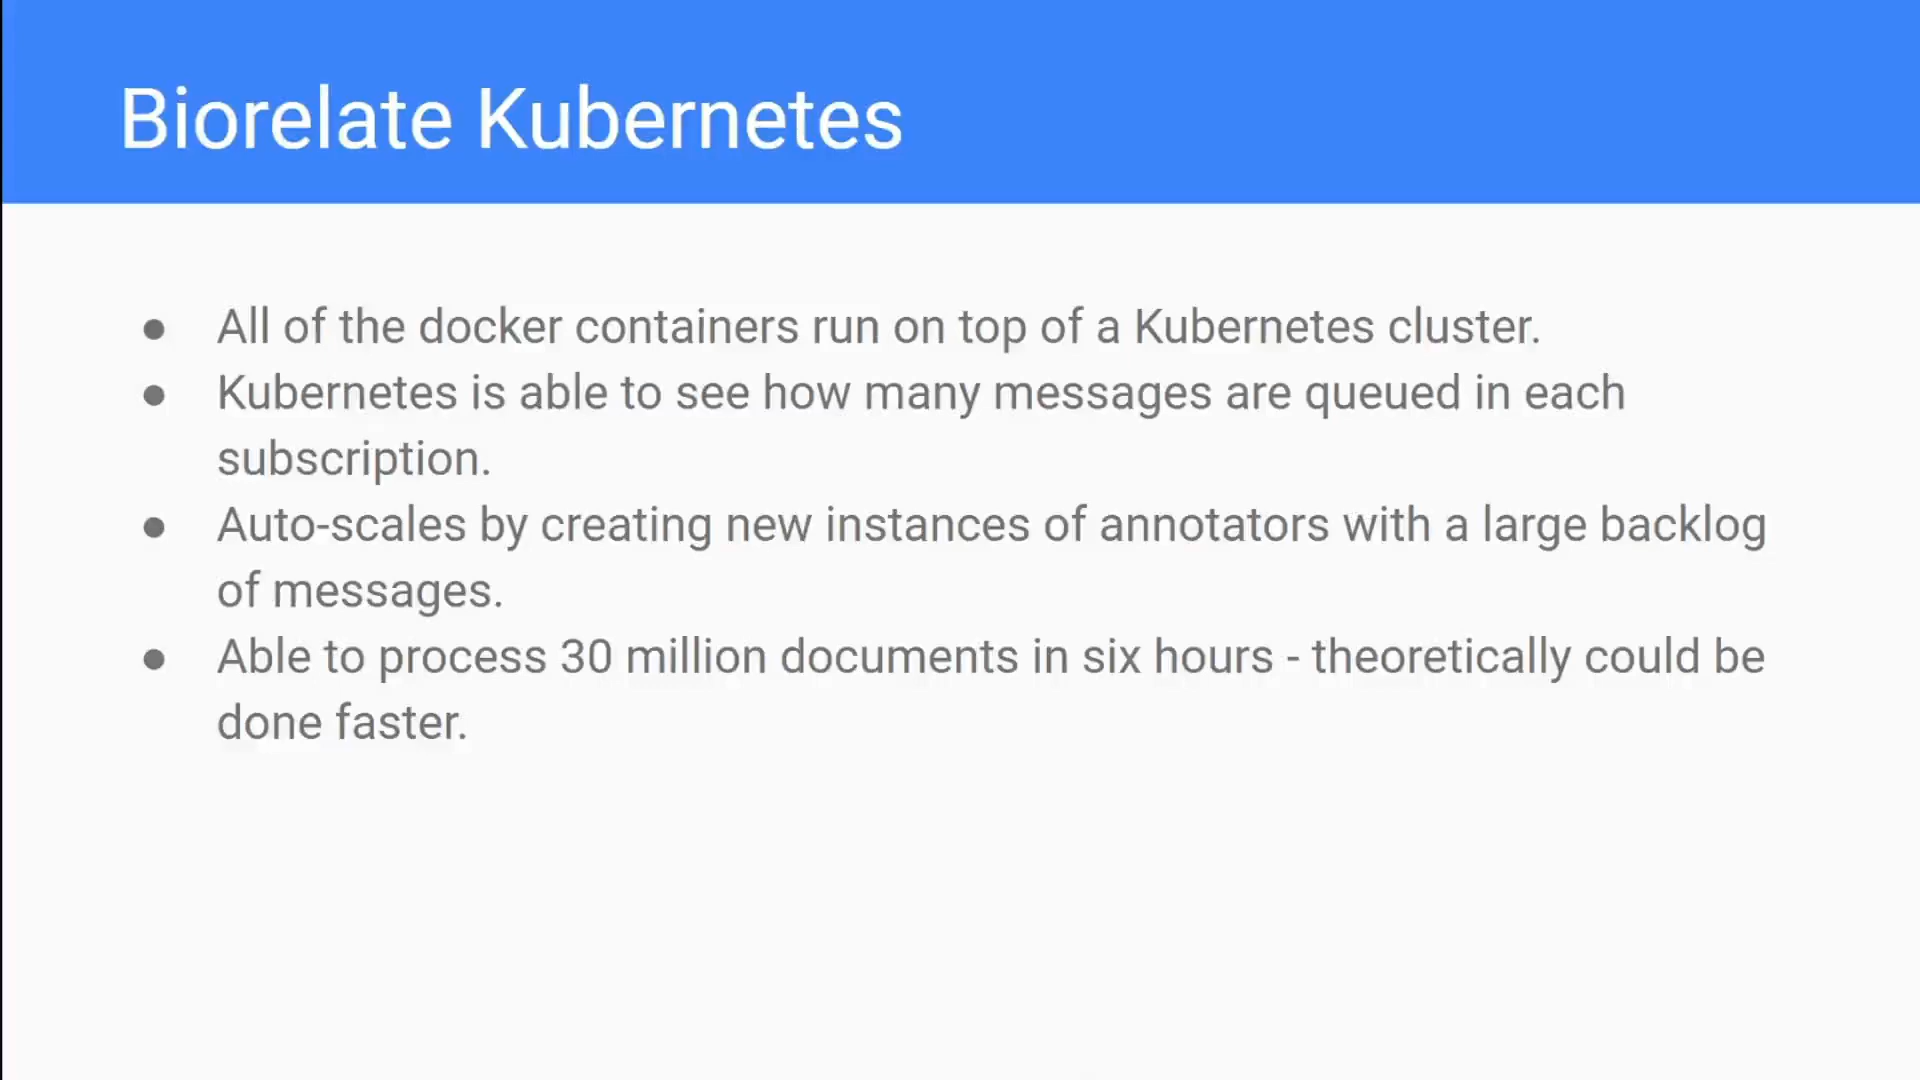 Biorelate Kubernetes
● All of the docker containers run on top of a Kubernetes cluster.
● Kubernetes is able to see how many messages are queued in each
subscription.
● Auto-scales by creating new instances of annotators with a large backlog
of messages.
● Able to process 30 million documents in six hours - theoretically could be
done faster.